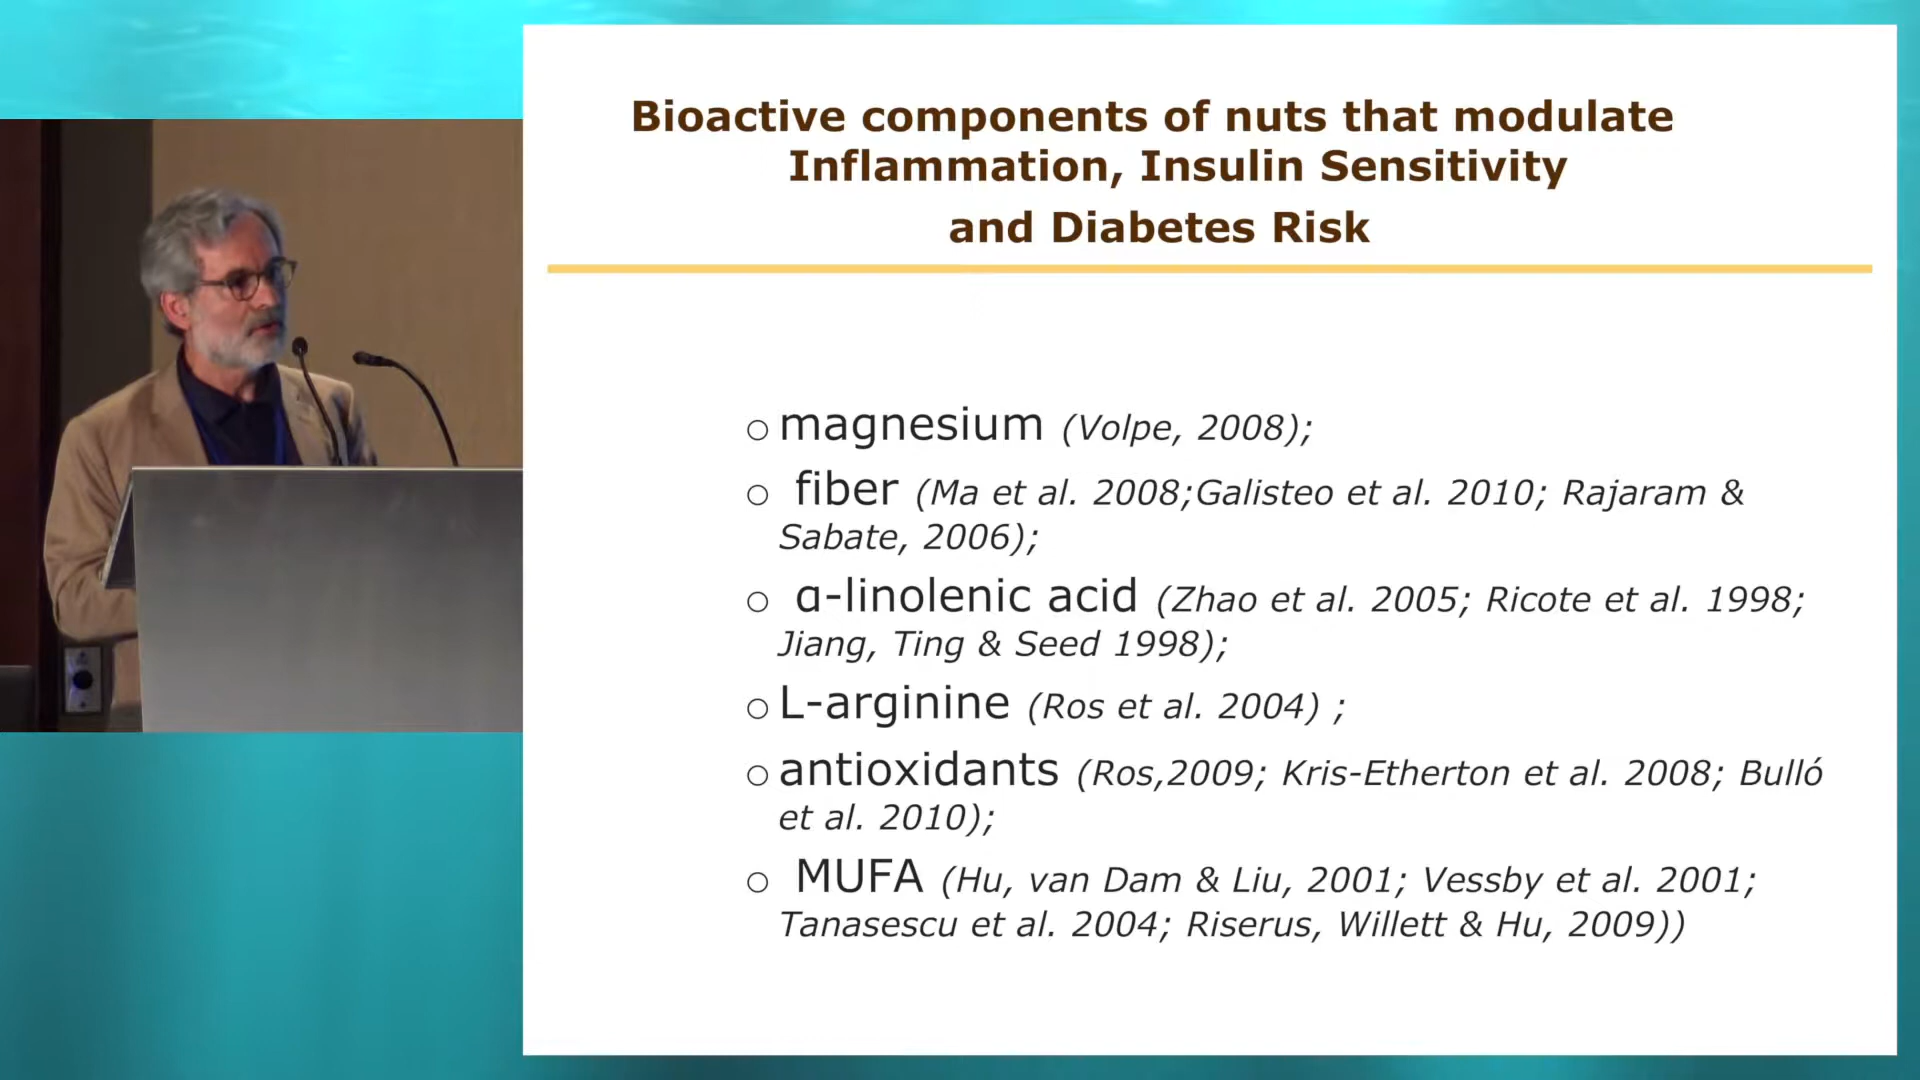 Bioactive components of nuts that modulate
Inflammation, Insulin Sensitivity
and Diabetes Risk
○ magnesium (Volpe, 2008);
○ fiber (Ma et al. 2008;Galisteo et al. 2010; Rajaram &
Sabate, 2006);
○ ɑ-linolenic acid (Zhao et al. 2005; Ricote et al. 1998;
Jiang, Ting & Seed 1998);
○ L-arginine (Ros et al. 2004) ;
○ antioxidants (Ros,2009; Kris-Etherton et al. 2008; Bulló
et al. 2010);
○ MUFA (Hu, van Dam & Liu, 2001; Vessby et al. 2001;
Tanasescu et al. 2004; Riserus, Willett & Hu, 2009))